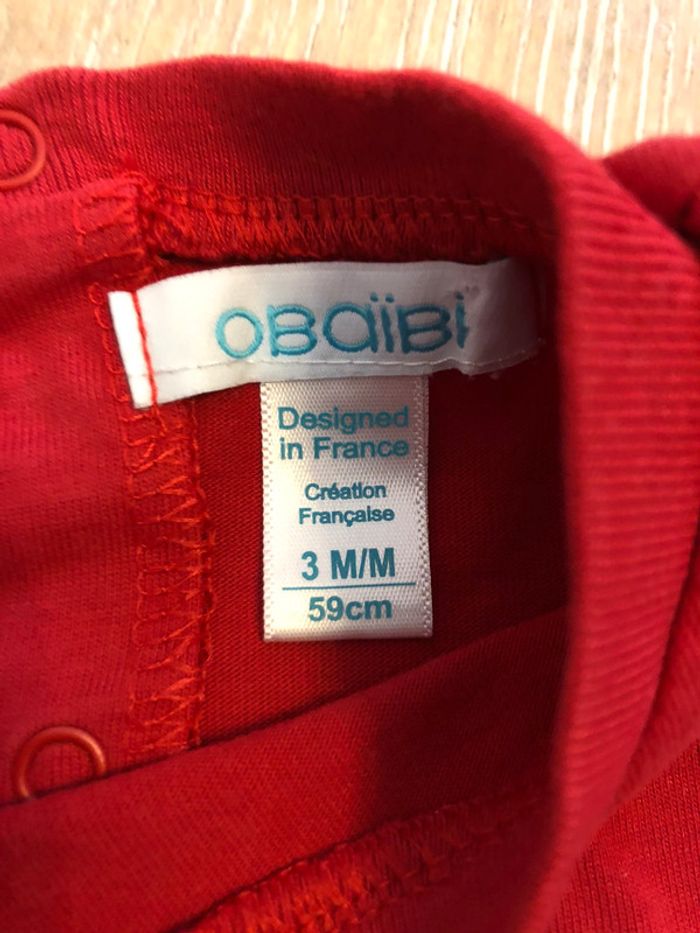 OBaïBi
Designed
in France
Création
Française
3 M/M
59cm